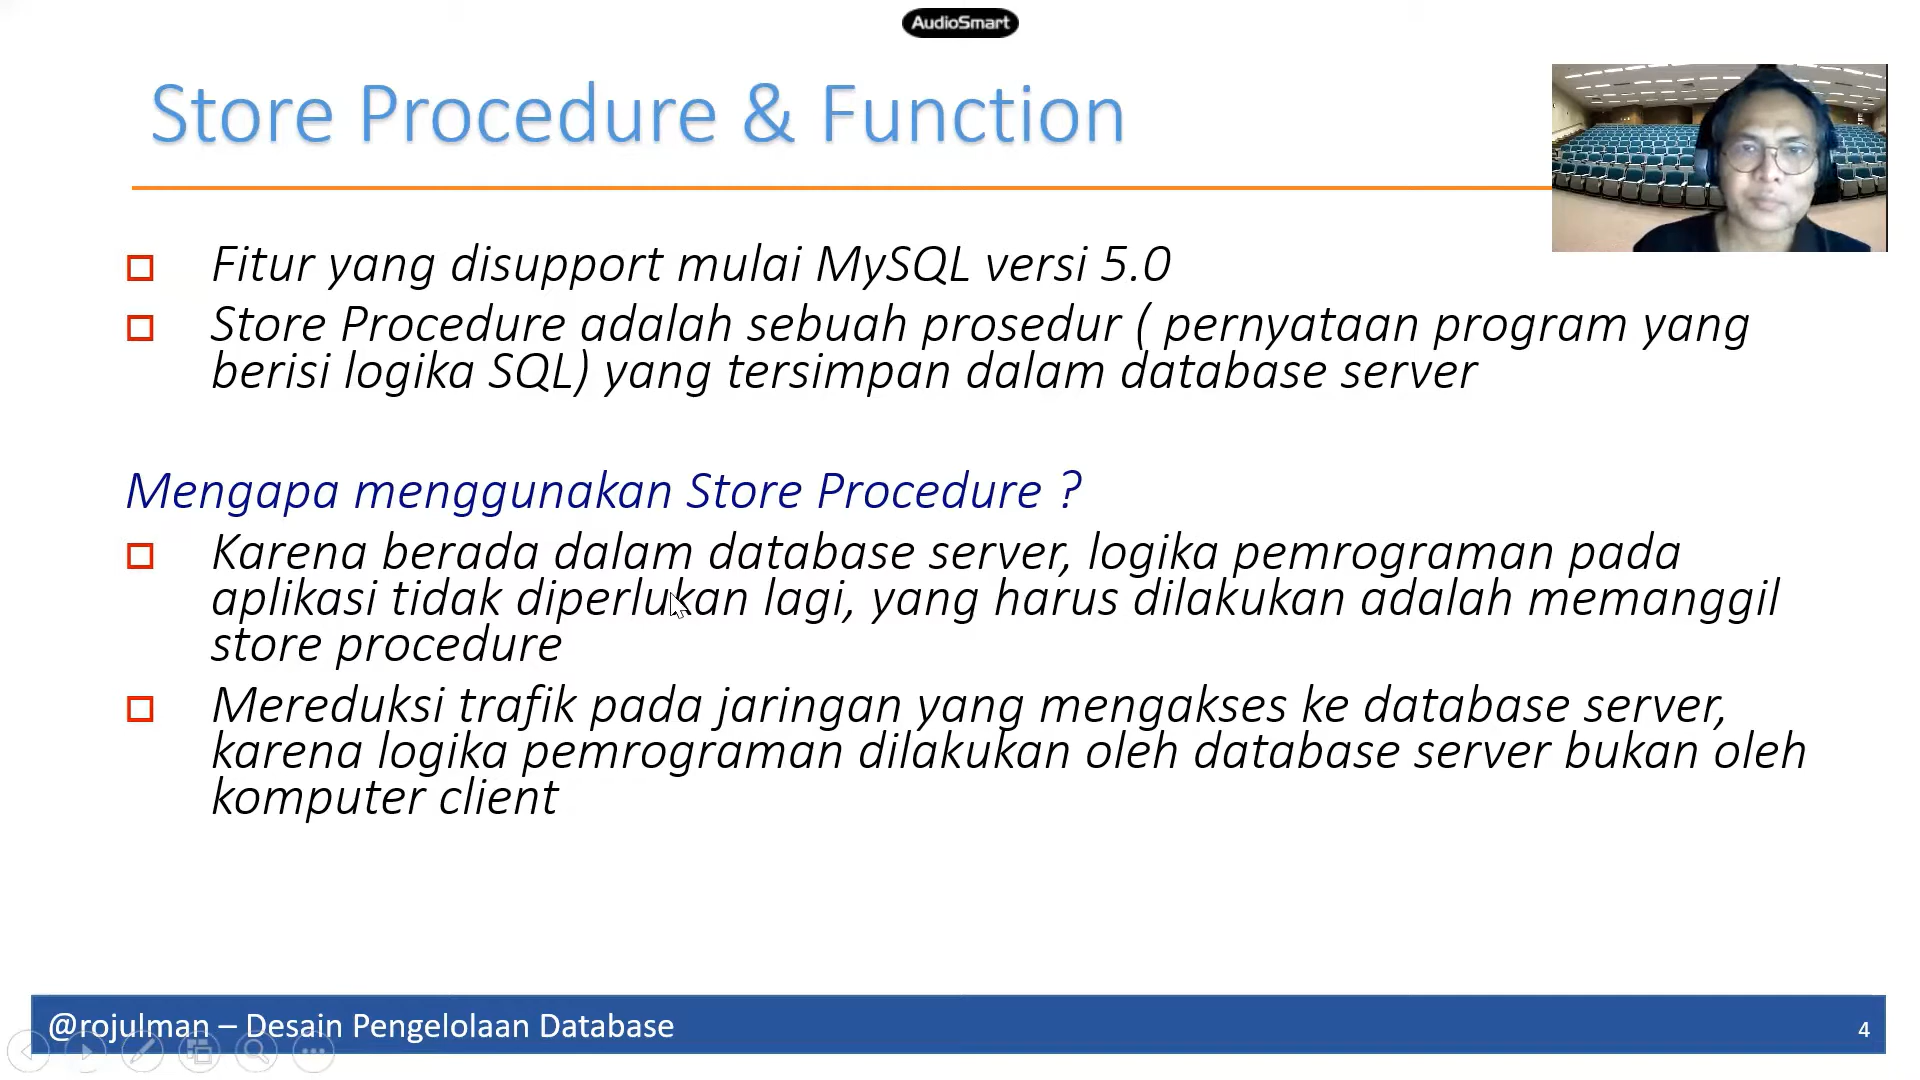 AudioSmart
Store Procedure & Function
Fitur yang disupport mulai MySQL versi 5.0
Store Procedure adalah sebuah prosedur ( pernyataan program yang
berisi logika SQL) yang tersimpan dalam database server
Mengapa menggunakan Store Procedure ?
Karena berada dalam database server, logika pemrograman pada
aplikasi tidak diperlukan lagi, yang harus dilakukan adalah memanggil
store procedure
Mereduksi trafik pada jaringan yang mengakses ke database server,
karena logika pemrograman dilakukan oleh database server bukan oleh
komputer client
@rojulman – Desain Pengelolaan Database
4